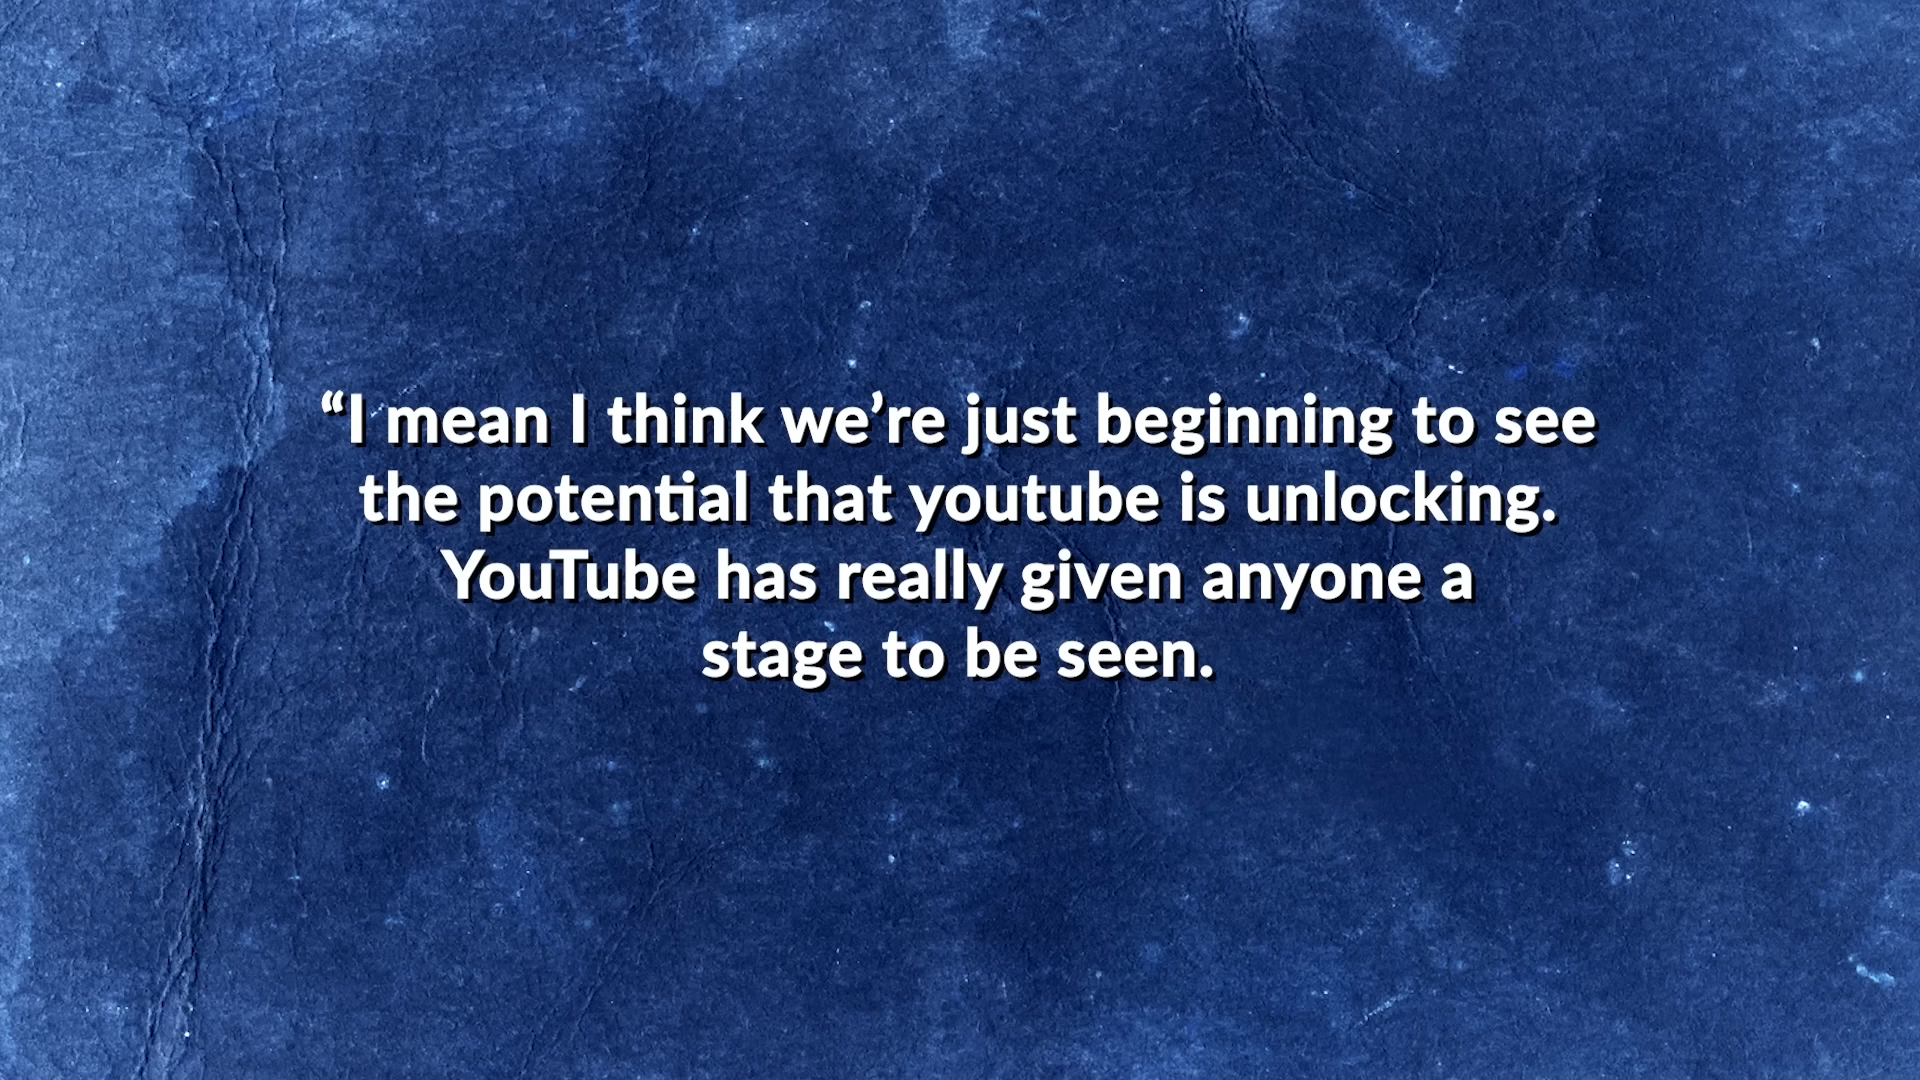 “I mean I think we’re just beginning to see
the potential that youtube is unlocking.
YouTube has really given anyone a
stage to be seen.